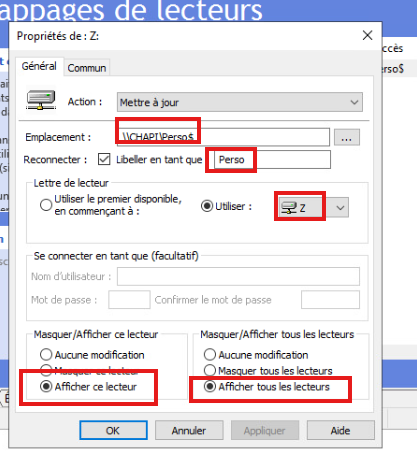 appages de lecteurs
Propriétés de : Z:
Général
Commun
Action :
Mettre à jour
Emplacement :
\\CHAPI\Perso$
...
Reconnecter :
Libeller en tant que
Perso
Lettre de lecteur
Utiliser le premier disponible,
en commençant à :
Utiliser :
Z
Se connecter en tant que (facultatif)
Nom d'utilisateur :
Mot de passe :
Confirmer le mot de passe
Masquer/Afficher ce lecteur
Aucune modification
Masquer ce lecteur
Afficher ce lecteur
Masquer/Afficher tous les lecteurs
Aucune modification
Masquer tous les lecteurs
Afficher tous les lecteurs
OK
Annuler
Appliquer
Aide
ccès
erso$